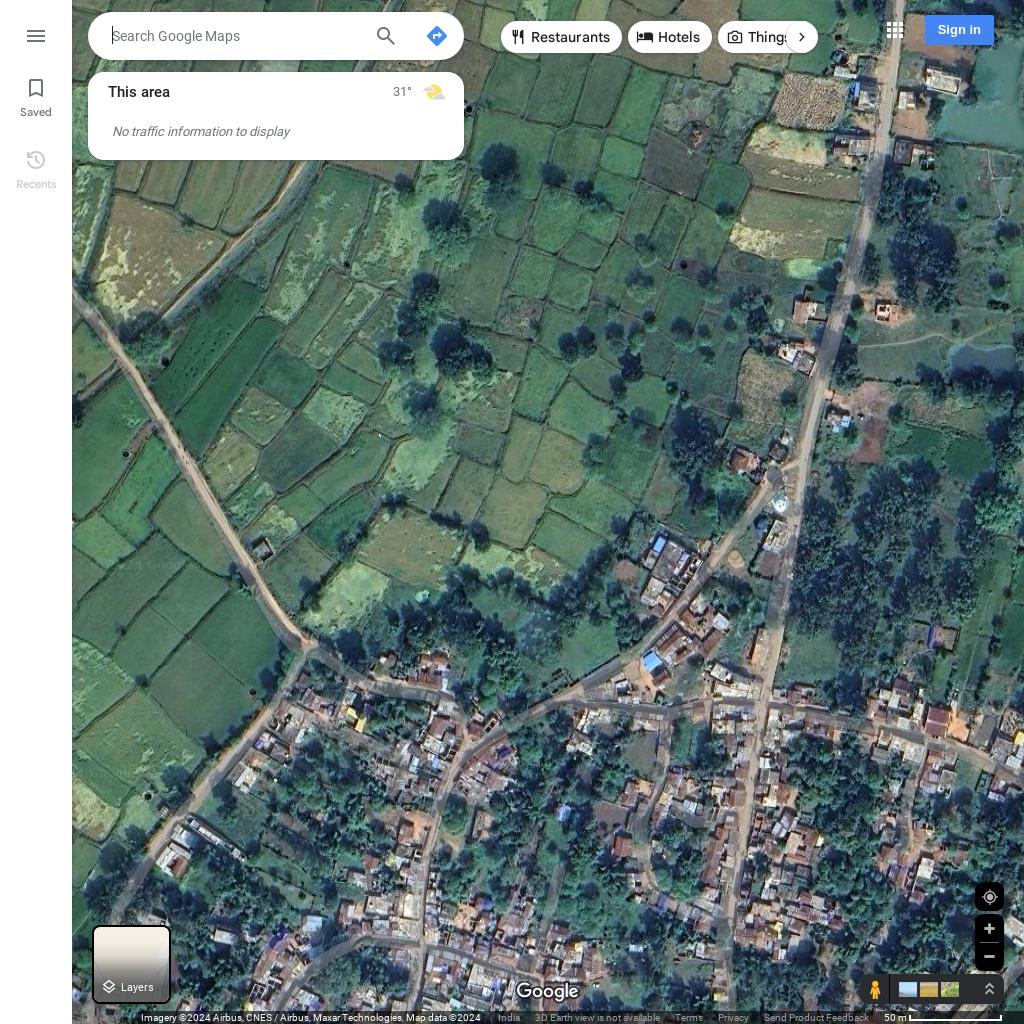 Search Google Maps
Restaurants
Hotels
Things
Sign in
This area
31°
No traffic information to display
Saved
Recents
Layers
Google
Imagery ©2024 Airbus, CNES / Airbus, Maxar Technologies, Map data ©2024
India
3D Earth view is not available
Terms
Privacy
Send Product Feedback
50 m